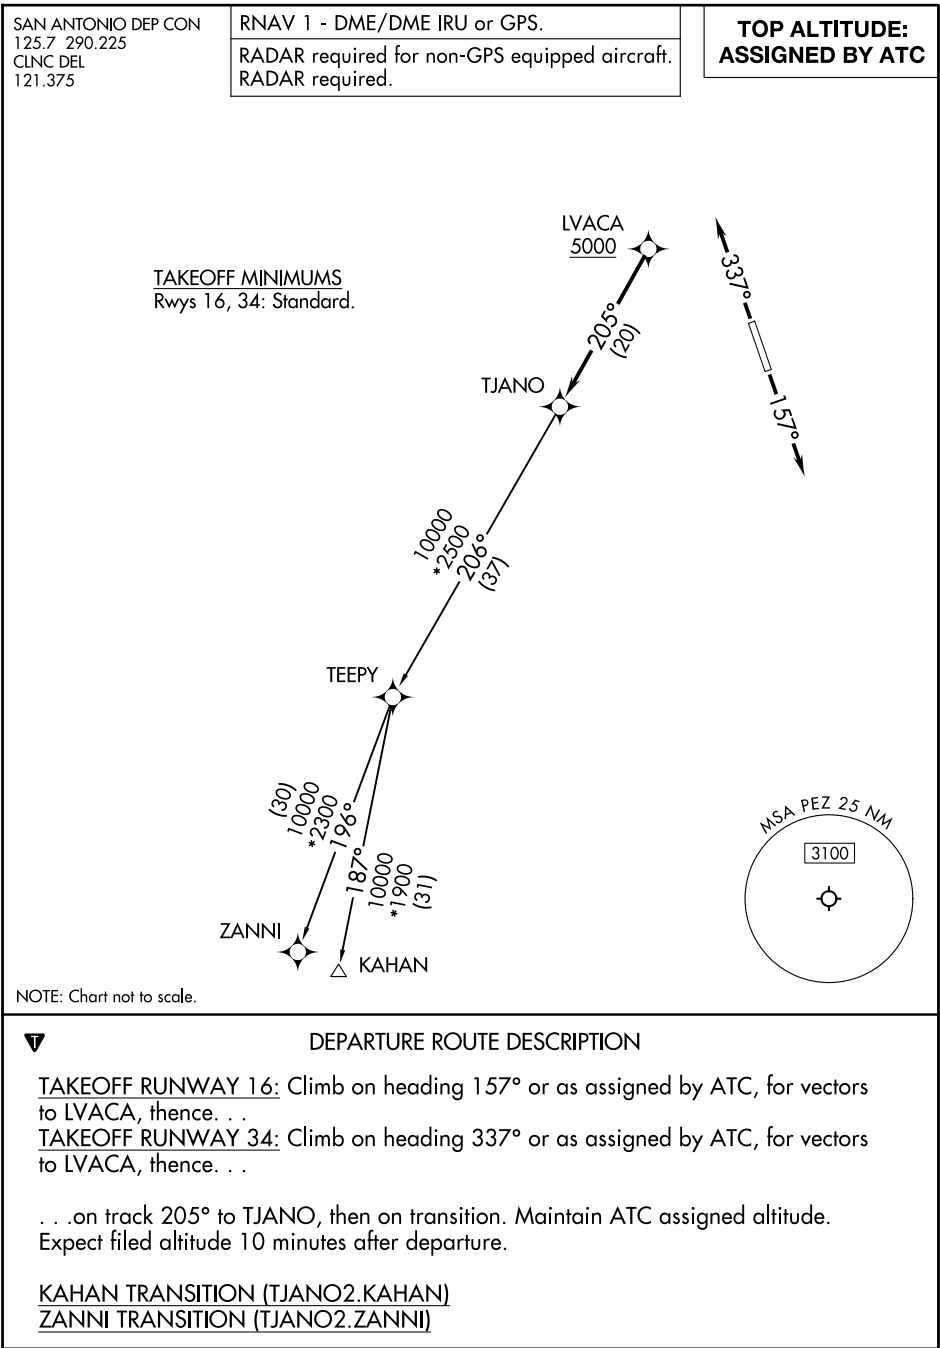 SAN ANTONIO DEP CON
125.7 290.225
CLNC DEL
121.375
RNAV 1 - DME/DME IRU or GPS.
RADAR required for non-GPS equipped aircraft.
RADAR required.
TOP ALTITUDE:
ASSIGNED BY ATC
LVACA
5000
337°
157°
TAKEOFF MINIMUMS
Rwys 16, 34: Standard.
205°
(20)
TJANO
10000
*2500
206°
(37)
TEEPY
(30)
10000
*2300
196°
187°
10000
*1900
(31)
MSA PEZ 25 NM
3100
ZANNI
KAHAN
NOTE: Chart not to scale.
T
DEPARTURE ROUTE DESCRIPTION
TAKEOFF RUNWAY 16: Climb on heading 157° or as assigned by ATC, for vectors
to LVACA, thence. . .
TAKEOFF RUNWAY 34: Climb on heading 337° or as assigned by ATC, for vectors
to LVACA, thence. . .
. . .on track 205° to TJANO, then on transition. Maintain ATC assigned altitude.
Expect filed altitude 10 minutes after departure.
KAHAN TRANSITION (TJANO2.KAHAN)
ZANNI TRANSITION (TJANO2.ZANNI)